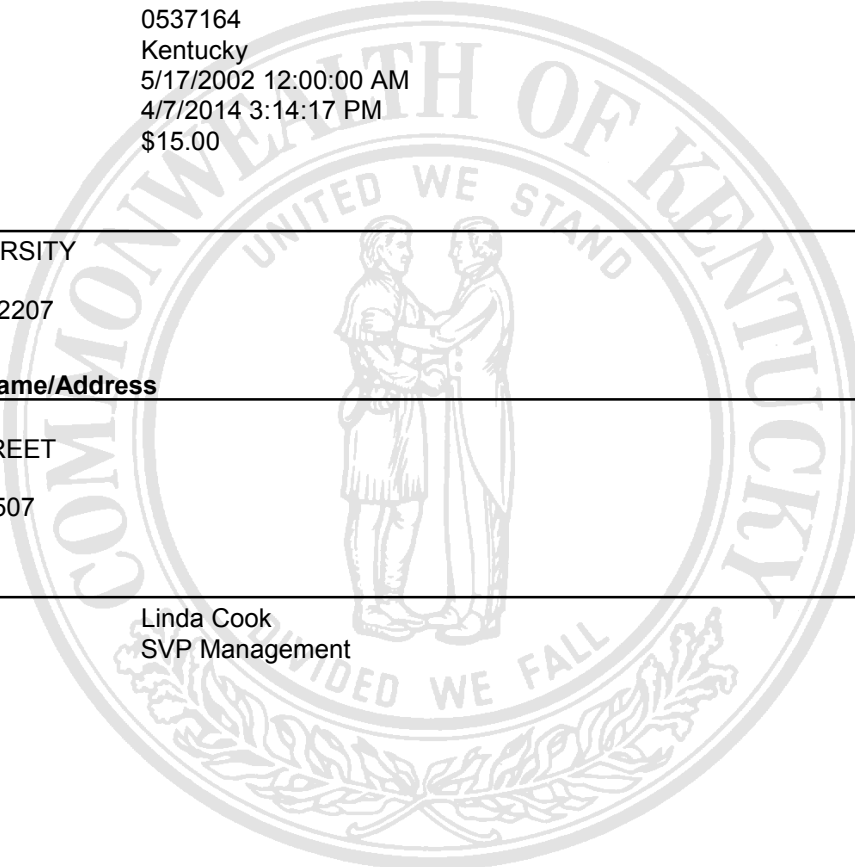 0537164
Kentucky
5/17/2002 12:00:00 AM
4/7/2014 3:14:17 PM
$15.00
RSITY
2207
ame/Address
REET
507
Linda Cook
SVP Management
COMMONWEALTH OF KENTUCKY
UNITED WE STAND
DIVIDED WE FALL